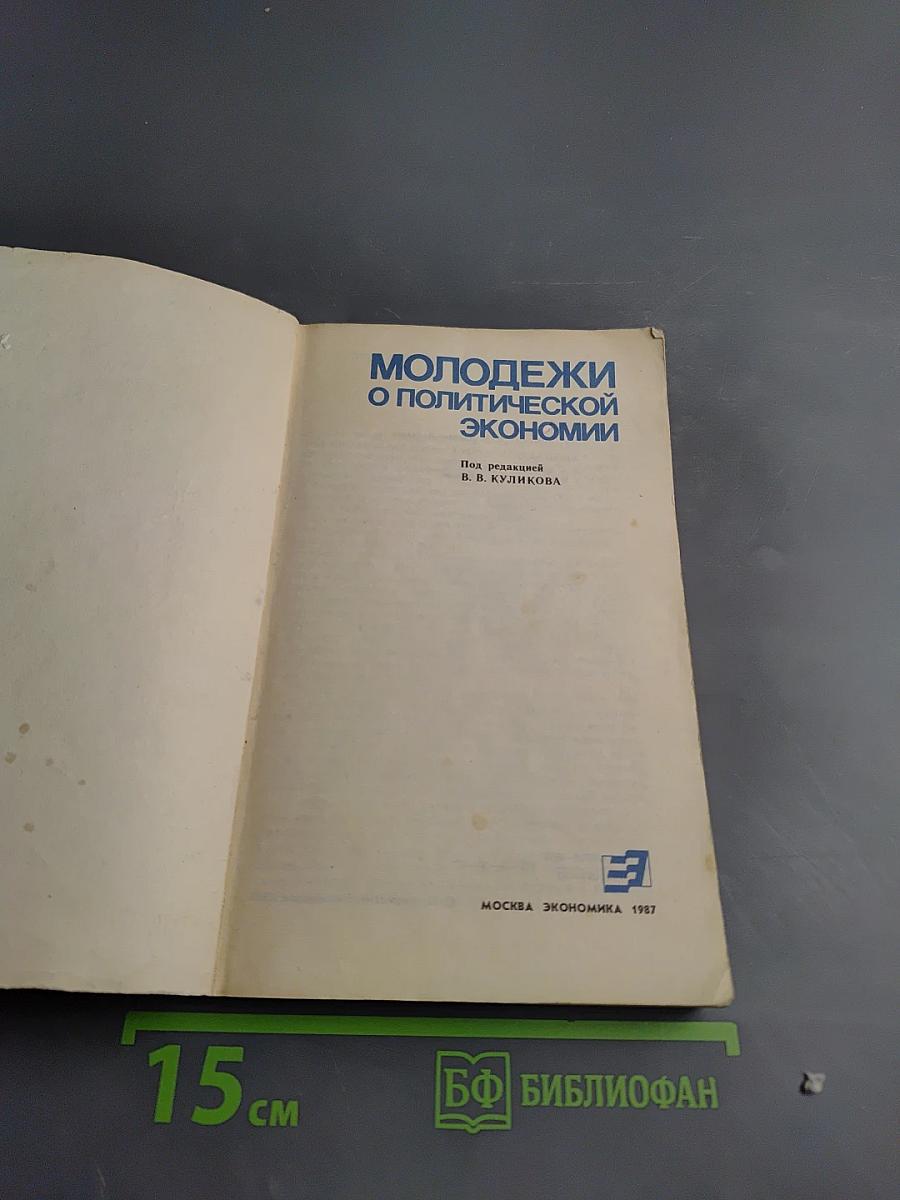 МОЛОДЕЖИ
О ПОЛИТИЧЕСКОЙ
ЭКОНОМИИ
Под редакцией
В. В. КУЛИКОВА
МОСКВА ЭКОНОМИКА 1987
15 см
БФ БИБЛИОФАН